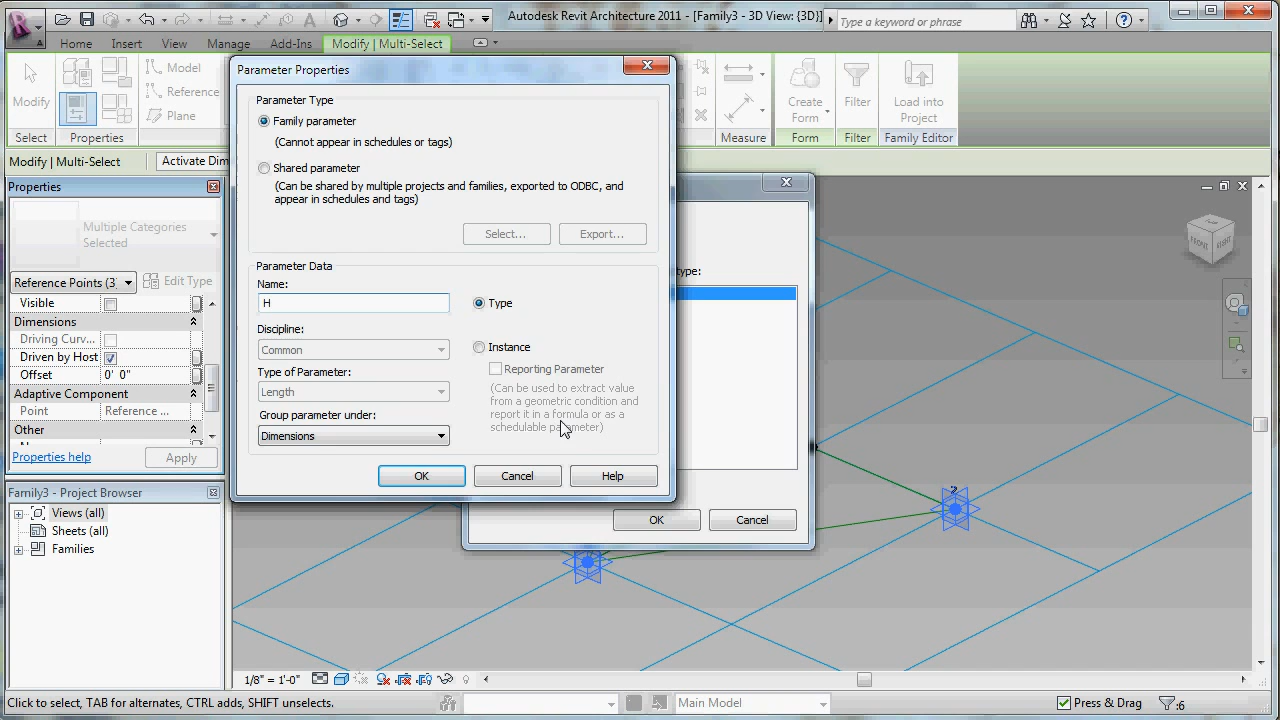 Autodesk Revit Architecture 2011 - [Family3 - 3D View: {3D}]
Type a keyword or phrase
Home
Insert
View
Manage
Add-Ins
Modify | Multi-Select
Modify
Select
Properties
Model
Reference
Plane
Measure
Create
Form
Form
Filter
Filter
Load into
Project
Family Editor
Modify | Multi-Select
Activate Dim
Properties
Multiple Categories
Selected
Reference Points (3)
Edit Type
Visible
Dimensions
Driving Curv...
Driven by Host
Offset
0' 0"
Adaptive Component
Point
Reference ...
Other
Properties help
Apply
Family3 - Project Browser
Views (all)
Sheets (all)
Families
Parameter Properties
Parameter Type
Family parameter
(Cannot appear in schedules or tags)
Shared parameter
(Can be shared by multiple projects and families, exported to ODBC, and
appear in schedules and tags)
Select...
Export...
Parameter Data
Name:
H
Type
Discipline:
Common
Instance
Type of Parameter:
Length
Reporting Parameter
(Can be used to extract value
from a geometric condition and
report it in a formula or as a
schedulable parameter)
Group parameter under:
Dimensions
OK
Cancel
Help
type:
OK
Cancel
FRONT
RIGHT
2
1/8" = 1'-0"
Click to select, TAB for alternates, CTRL adds, SHIFT unselects.
Main Model
Press & Drag
:6